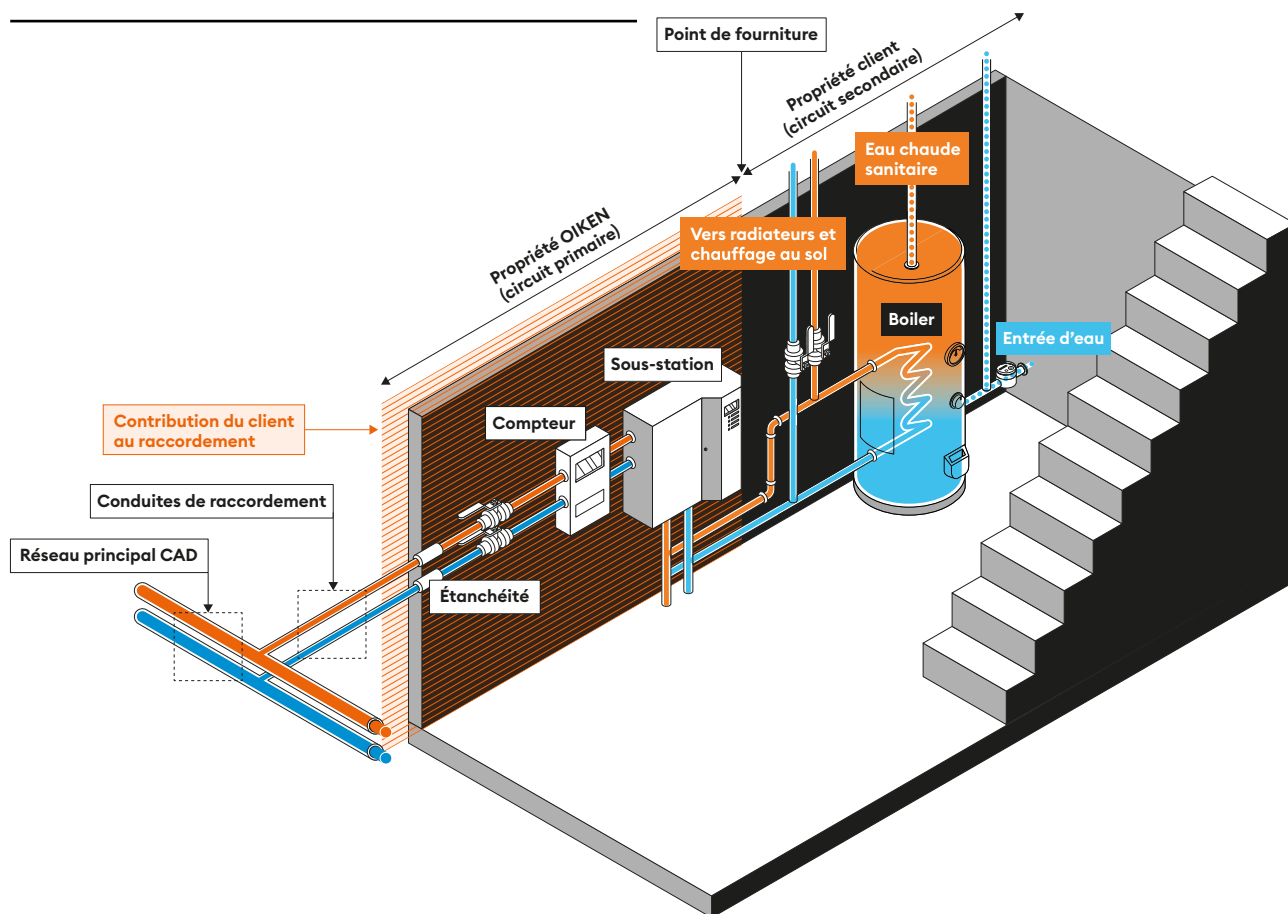 Point de fourniture
Propriété client
(circuit secondaire)
Eau chaude
sanitaire
Propriété OIKEN
(circuit primaire)
Vers radiateurs et
chauffage au sol
Boiler
Entrée d’eau
Sous-station
Contribution du client
au raccordement
Compteur
Conduites de raccordement
Réseau principal CAD
Étanchéité